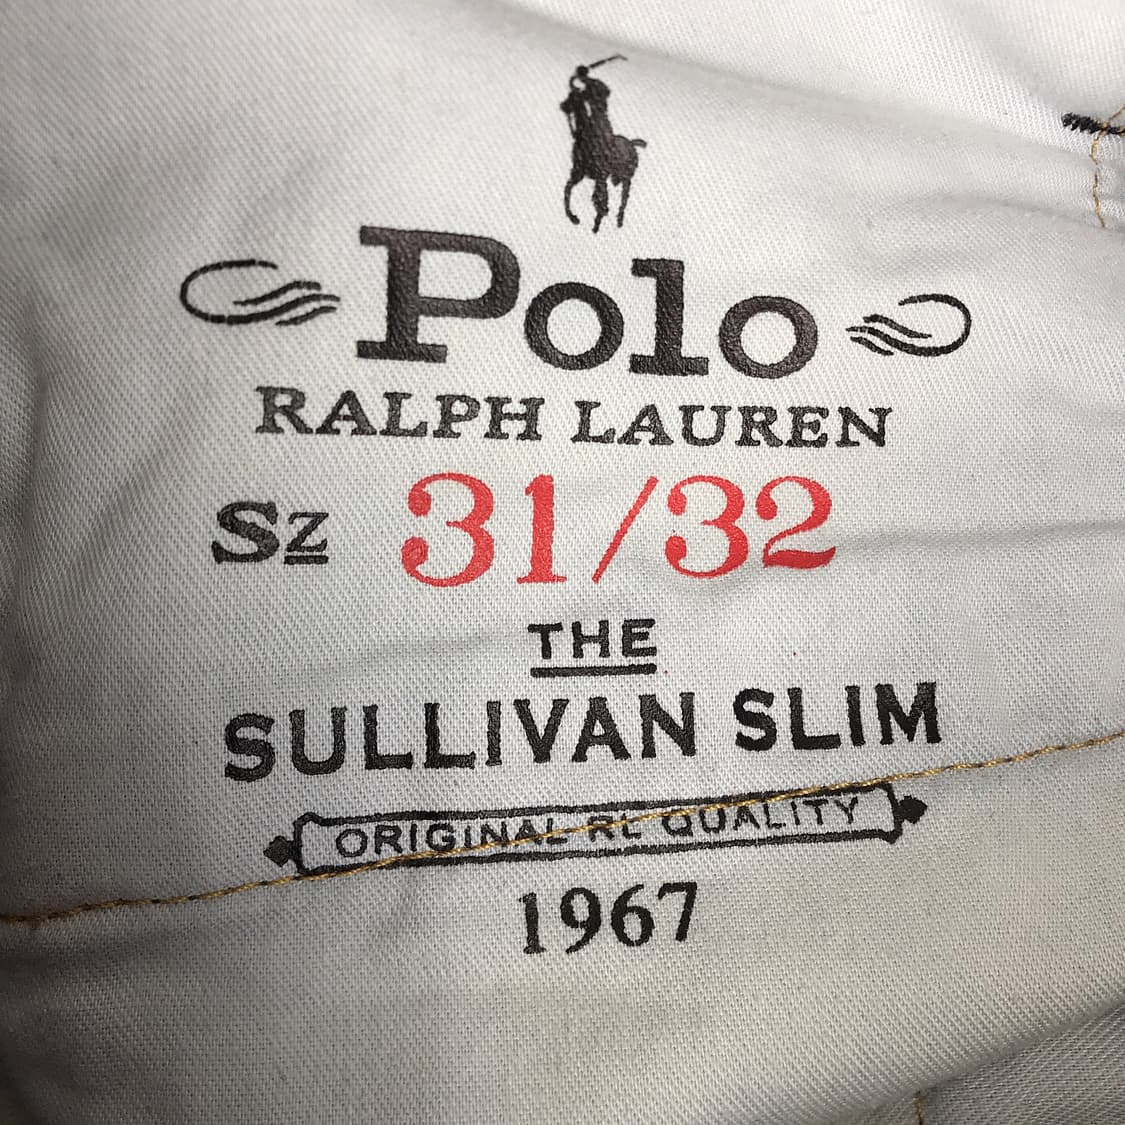 Polo
RALPH LAUREN
Sz 31/32
THE
SULLIVAN SLIM
ORIGINAL RL QUALITY
1967